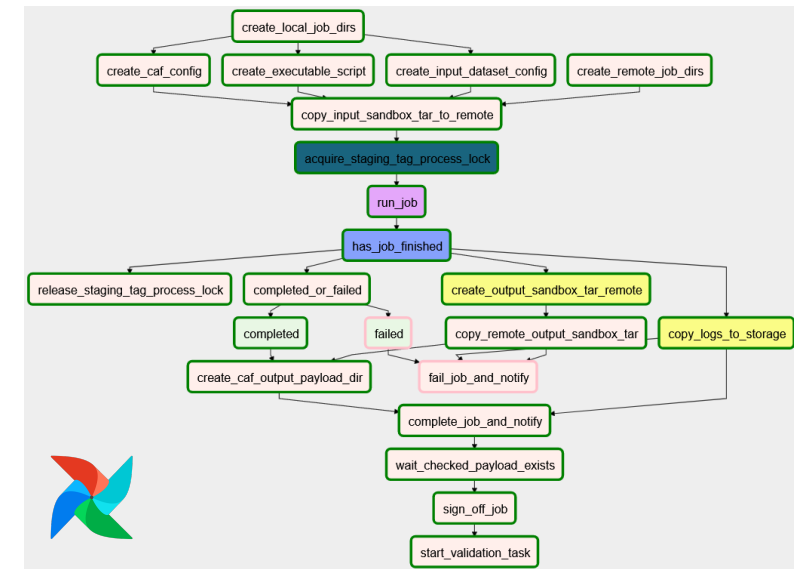 create_local_job_dirs
create_caf_config
create_executable_script
create_input_dataset_config
create_remote_job_dirs
copy_input_sandbox_tar_to_remote
acquire_staging_tag_process_lock
run_job
has_job_finished
release_staging_tag_process_lock
completed_or_failed
create_output_sandbox_tar_remote
completed
failed
copy_remote_output_sandbox_tar
copy_logs_to_storage
create_caf_output_payload_dir
fail_job_and_notify
complete_job_and_notify
wait_checked_payload_exists
sign_off_job
start_validation_task